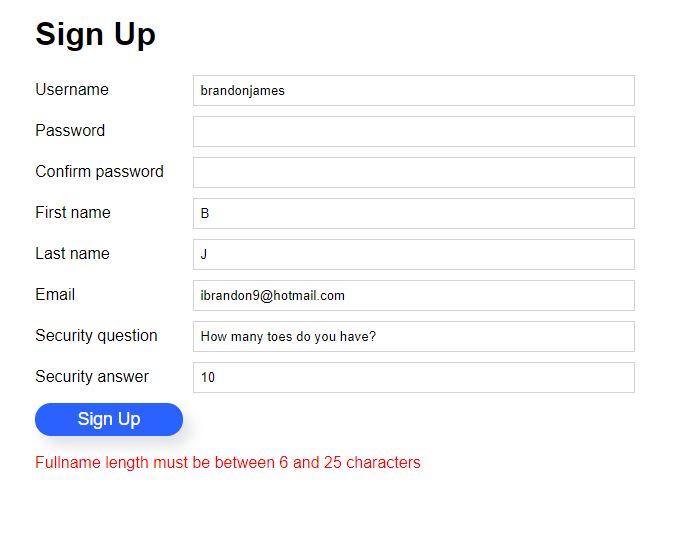 Sign Up
Username brandonjames
Password
Confirm password
First name B
Last name J
Email ibrandon9@hotmail.com
Security question How many toes do you have?
Security answer 10
Sign Up
Fullname length must be between 6 and 25 characters